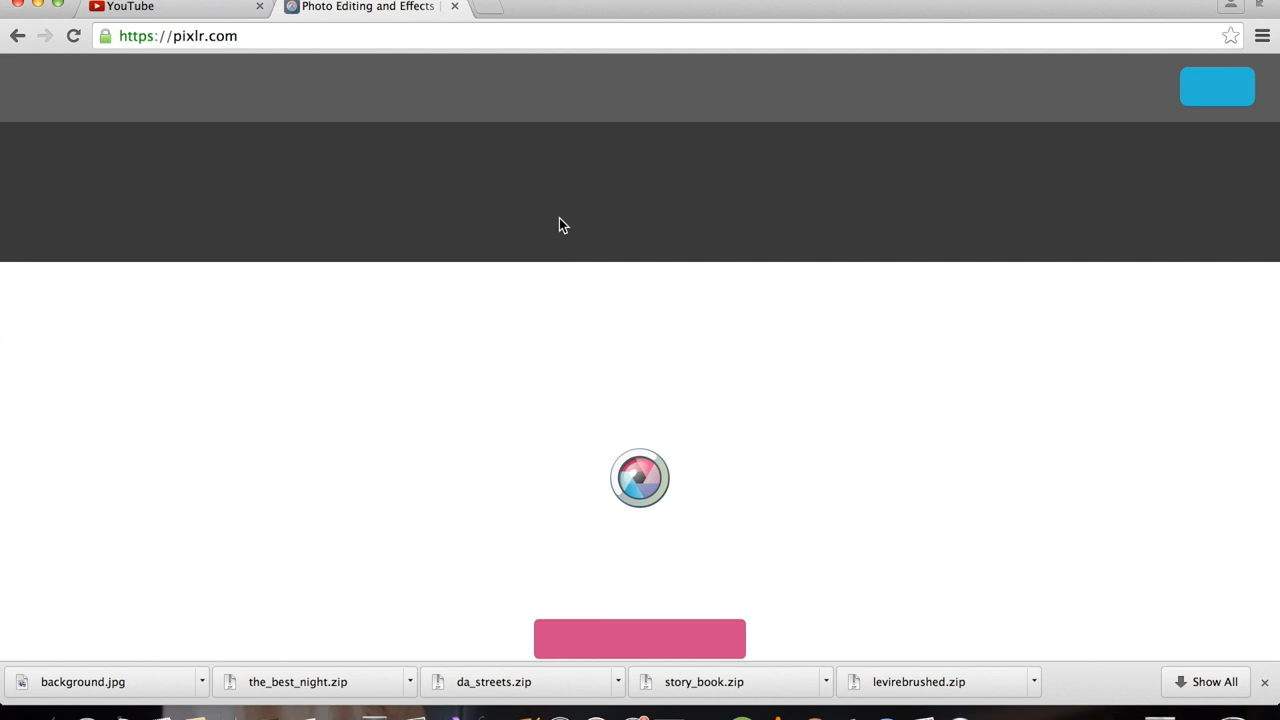 YouTube
Photo Editing and Effects
https://pixlr.com
background.jpg
the_best_night.zip
da_streets.zip
story_book.zip
levirebrushed.zip
Show All